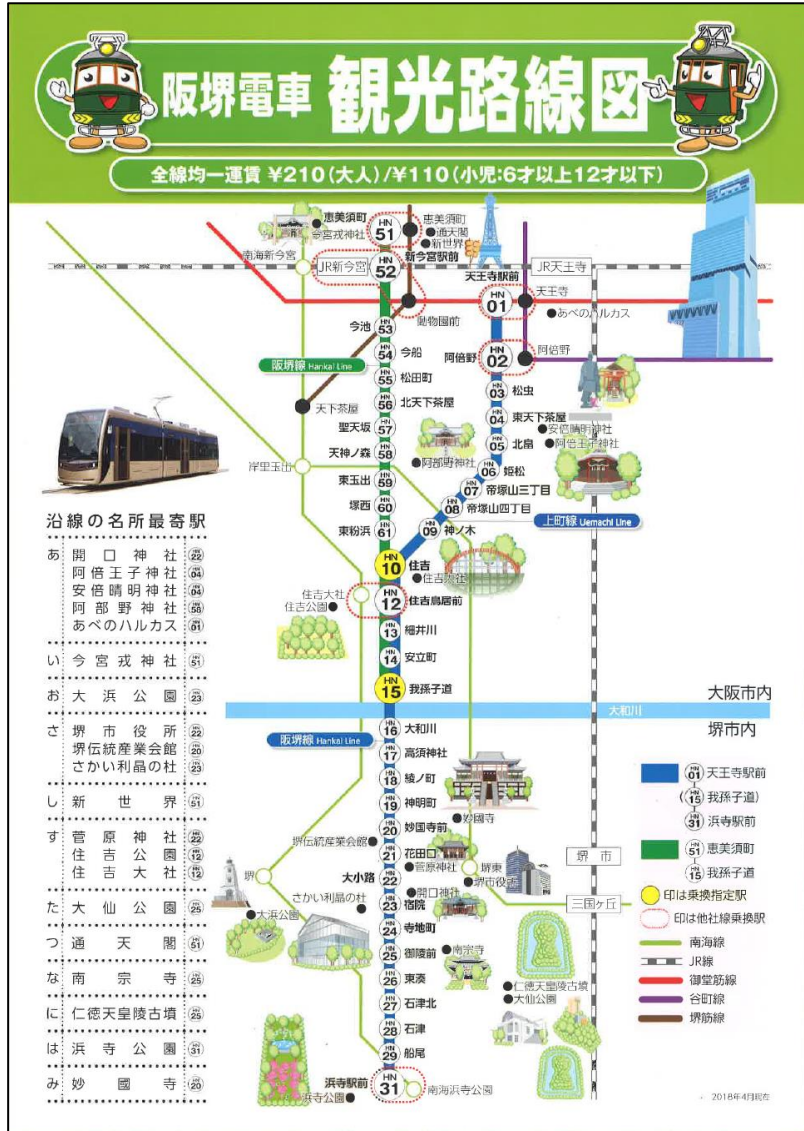 阪堺電車 観光路線図
全線均一運賃 ¥210(大人)/¥110(小児:6才以上12才以下)
恵美須町
今宮戎神社
HN 51
恵美須町
●通天閣
●新世界
南海新今宮
JR新今宮
HN 52
新今宮駅前
天王寺駅前
JR天王寺
HN 01
天王寺
●あべのハルカス
動物園前
今池
HN 53
HN 54
今船
阪堺線 Hankai Line
HN 55
松田町
阿倍野
HN 02
阿倍野
HN 03
松虫
HN 56
北天下茶屋
天下茶屋
HN 04
東天下茶屋
●安倍晴明神社
●阿倍王子神社
聖天坂
HN 57
HN 05
北畠
天神ノ森
HN 58
●阿部野神社
HN 06
姫松
岸里玉出
東玉出
HN 59
HN 07
帝塚山三丁目
塚西
HN 60
HN 08
帝塚山四丁目
東粉浜
HN 61
HN 09
神ノ木
上町線 Uemachi Line
HN 10
住吉
●住吉大社
住吉大社
住吉公園●
HN 12
住吉鳥居前
HN 13
細井川
HN 14
安立町
HN 15
我孫子道
大阪市内
大和川
堺市内
HN 16
大和川
阪堺線 Hankai Line
HN 17
高須神社
HN 18
綾ノ町
HN 19
神明町
●妙國寺
HN 20
妙国寺前
堺伝統産業会館●
HN 21
花田口
●菅原神社
堺東
●堺市役所
堺市
堺
大小路
HN 22
●開口神社
さかい利晶の杜
HN 23
宿院
三国ヶ丘
●大浜公園
HN 24
寺地町
HN 25
御陵前
●南宗寺
HN 26
東湊
●仁徳天皇陵古墳
●大仙公園
HN 27
石津北
HN 28
石津
HN 29
船尾
浜寺駅前
HN 31
南海浜寺公園
浜寺公園●
沿線の名所最寄駅
あ 開口神社 HN 22
阿倍王子神社 HN 04
安倍晴明神社 HN 04
阿部野神社
あべのハルカス HN 01
い 今宮戎神社 HN 51
お 大浜公園 HN 23
さ 堺市役所 HN 22
堺伝統産業会館 HN 20
さかい利晶の杜 HN 23
し 新世界 HN 51
す 菅原神社 HN 22
住吉公園 HN 12
住吉大社 HN 12
た 大仙公園 HN 25
つ 通天閣 HN 51
な 南宗寺 HN 25
に 仁徳天皇陵古墳 HN 25
は 浜寺公園 HN 31
み 妙國寺 HN 20
HN 01 天王寺駅前
(HN 15 我孫子道)
HN 31 浜寺駅前
HN 51 恵美須町
HN 15 我孫子道
印は乗換指定駅
印は他社線乗換駅
南海線
JR線
御堂筋線
谷町線
堺筋線
2018年4月現在